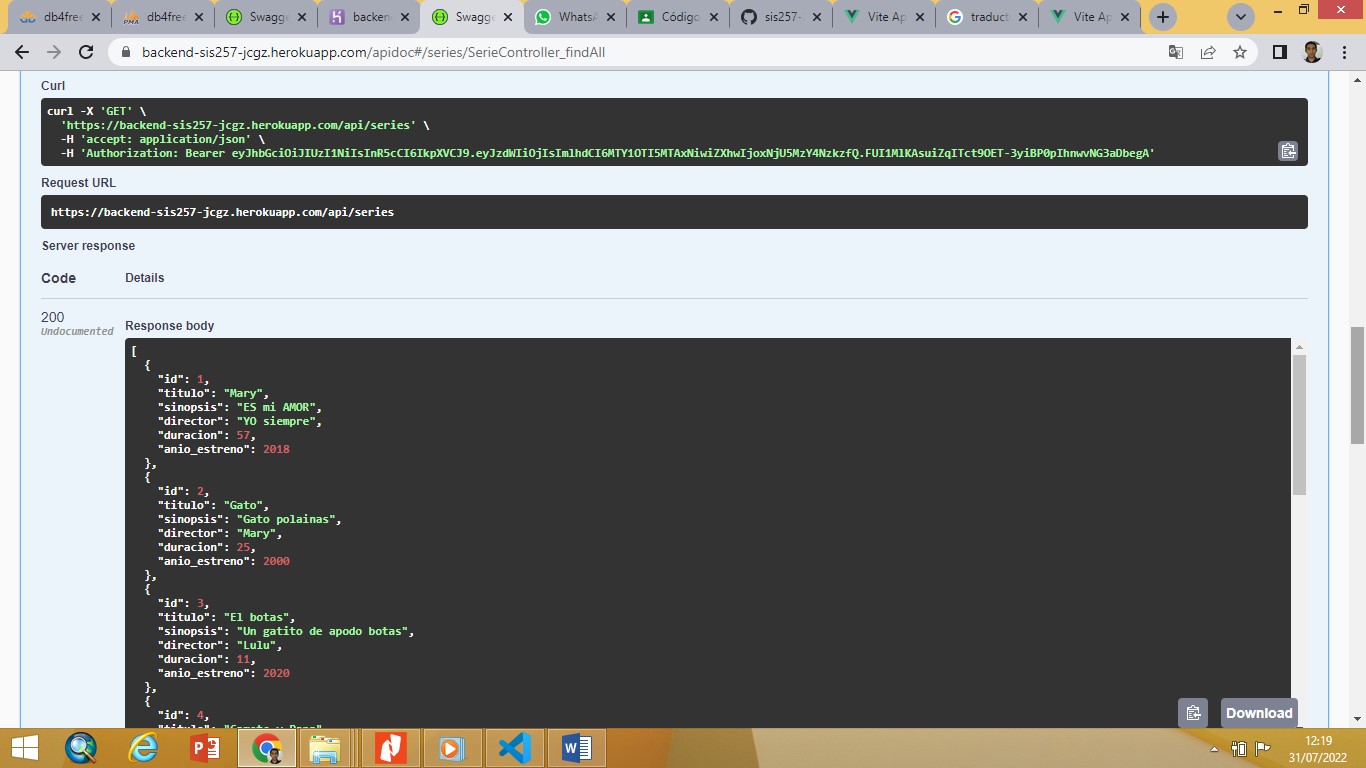 db4free
db4free
Swagge
backen
Swagge
WhatsA
Código
sis257-
Vite Ap
traduct
Vite Ap
backend-sis257-jcgz.herokuapp.com/apidoc#/series/SerieController_findAll
Curl
curl -X 'GET' \
'https://backend-sis257-jcgz.herokuapp.com/api/series' \
-H 'accept: application/json' \
-H 'Authorization: Bearer eyJhbGciOiJIUzI1NiIsInR5cCI6IkpXVCJ9.eyJzdWIiOjIsImlhdCI6MTY1OTI5MTAxNiwiZXhwIjoxNjU5MzY4NzkzfQ.FUI1MlKAsuiZqITct9OET-3yiBP0pIhnwvNG3aDbegA'
Request URL
https://backend-sis257-jcgz.herokuapp.com/api/series
Server response
Code Details
200
Undocumented
Response body
[
{
"id": 1,
"titulo": "Mary",
"sinopsis": "ES mi AMOR",
"director": "YO siempre",
"duracion": 57,
"anio_estreno": 2018
},
{
"id": 2,
"titulo": "Gato",
"sinopsis": "Gato polainas",
"director": "Mary",
"duracion": 25,
"anio_estreno": 2000
},
{
"id": 3,
"titulo": "El botas",
"sinopsis": "Un gatito de apodo botas",
"director": "Lulu",
"duracion": 11,
"anio_estreno": 2020
},
{
"id": 4,
Download
12:19
31/07/2022